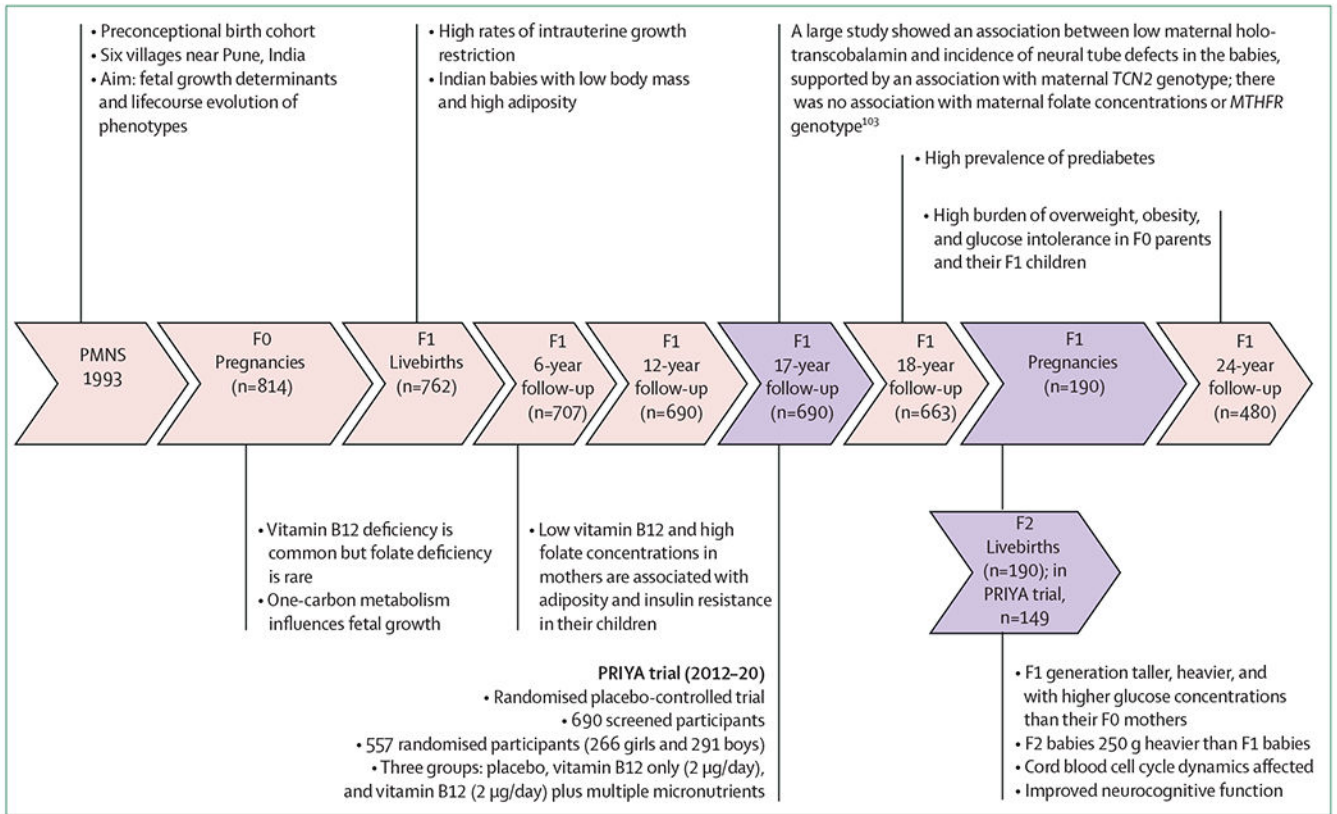 • Preconceptional birth cohort
• Six villages near Pune, India
• Aim: fetal growth determinants
and lifecourse evolution of
phenotypes
• High rates of intrauterine growth
restriction
• Indian babies with low body mass
and high adiposity
A large study showed an association between low maternal holo-
transcobalamin and incidence of neural tube defects in the babies,
supported by an association with maternal TCN2 genotype; there
was no association with maternal folate concentrations or MTHFR
genotype¹⁰³
• High prevalence of prediabetes
• High burden of overweight, obesity,
and glucose intolerance in F0 parents
and their F1 children
PMNS
1993
F0
Pregnancies
(n=814)
F1
Livebirths
(n=762)
F1
6-year
follow-up
(n=707)
F1
12-year
follow-up
(n=690)
F1
17-year
follow-up
(n=690)
F1
18-year
follow-up
(n=663)
F1
Pregnancies
(n=190)
F1
24-year
follow-up
(n=480)
• Vitamin B12 deficiency is
common but folate deficiency
is rare
• One-carbon metabolism
influences fetal growth
• Low vitamin B12 and high
folate concentrations in
mothers are associated with
adiposity and insulin resistance
in their children
F2
Livebirths
(n=190); in
PRIYA trial,
n=149
PRIYA trial (2012–20)
• Randomised placebo-controlled trial
• 690 screened participants
• 557 randomised participants (266 girls and 291 boys)
• Three groups: placebo, vitamin B12 only (2 µg/day),
and vitamin B12 (2 µg/day) plus multiple micronutrients
• F1 generation taller, heavier, and
with higher glucose concentrations
than their F0 mothers
• F2 babies 250 g heavier than F1 babies
• Cord blood cell cycle dynamics affected
• Improved neurocognitive function